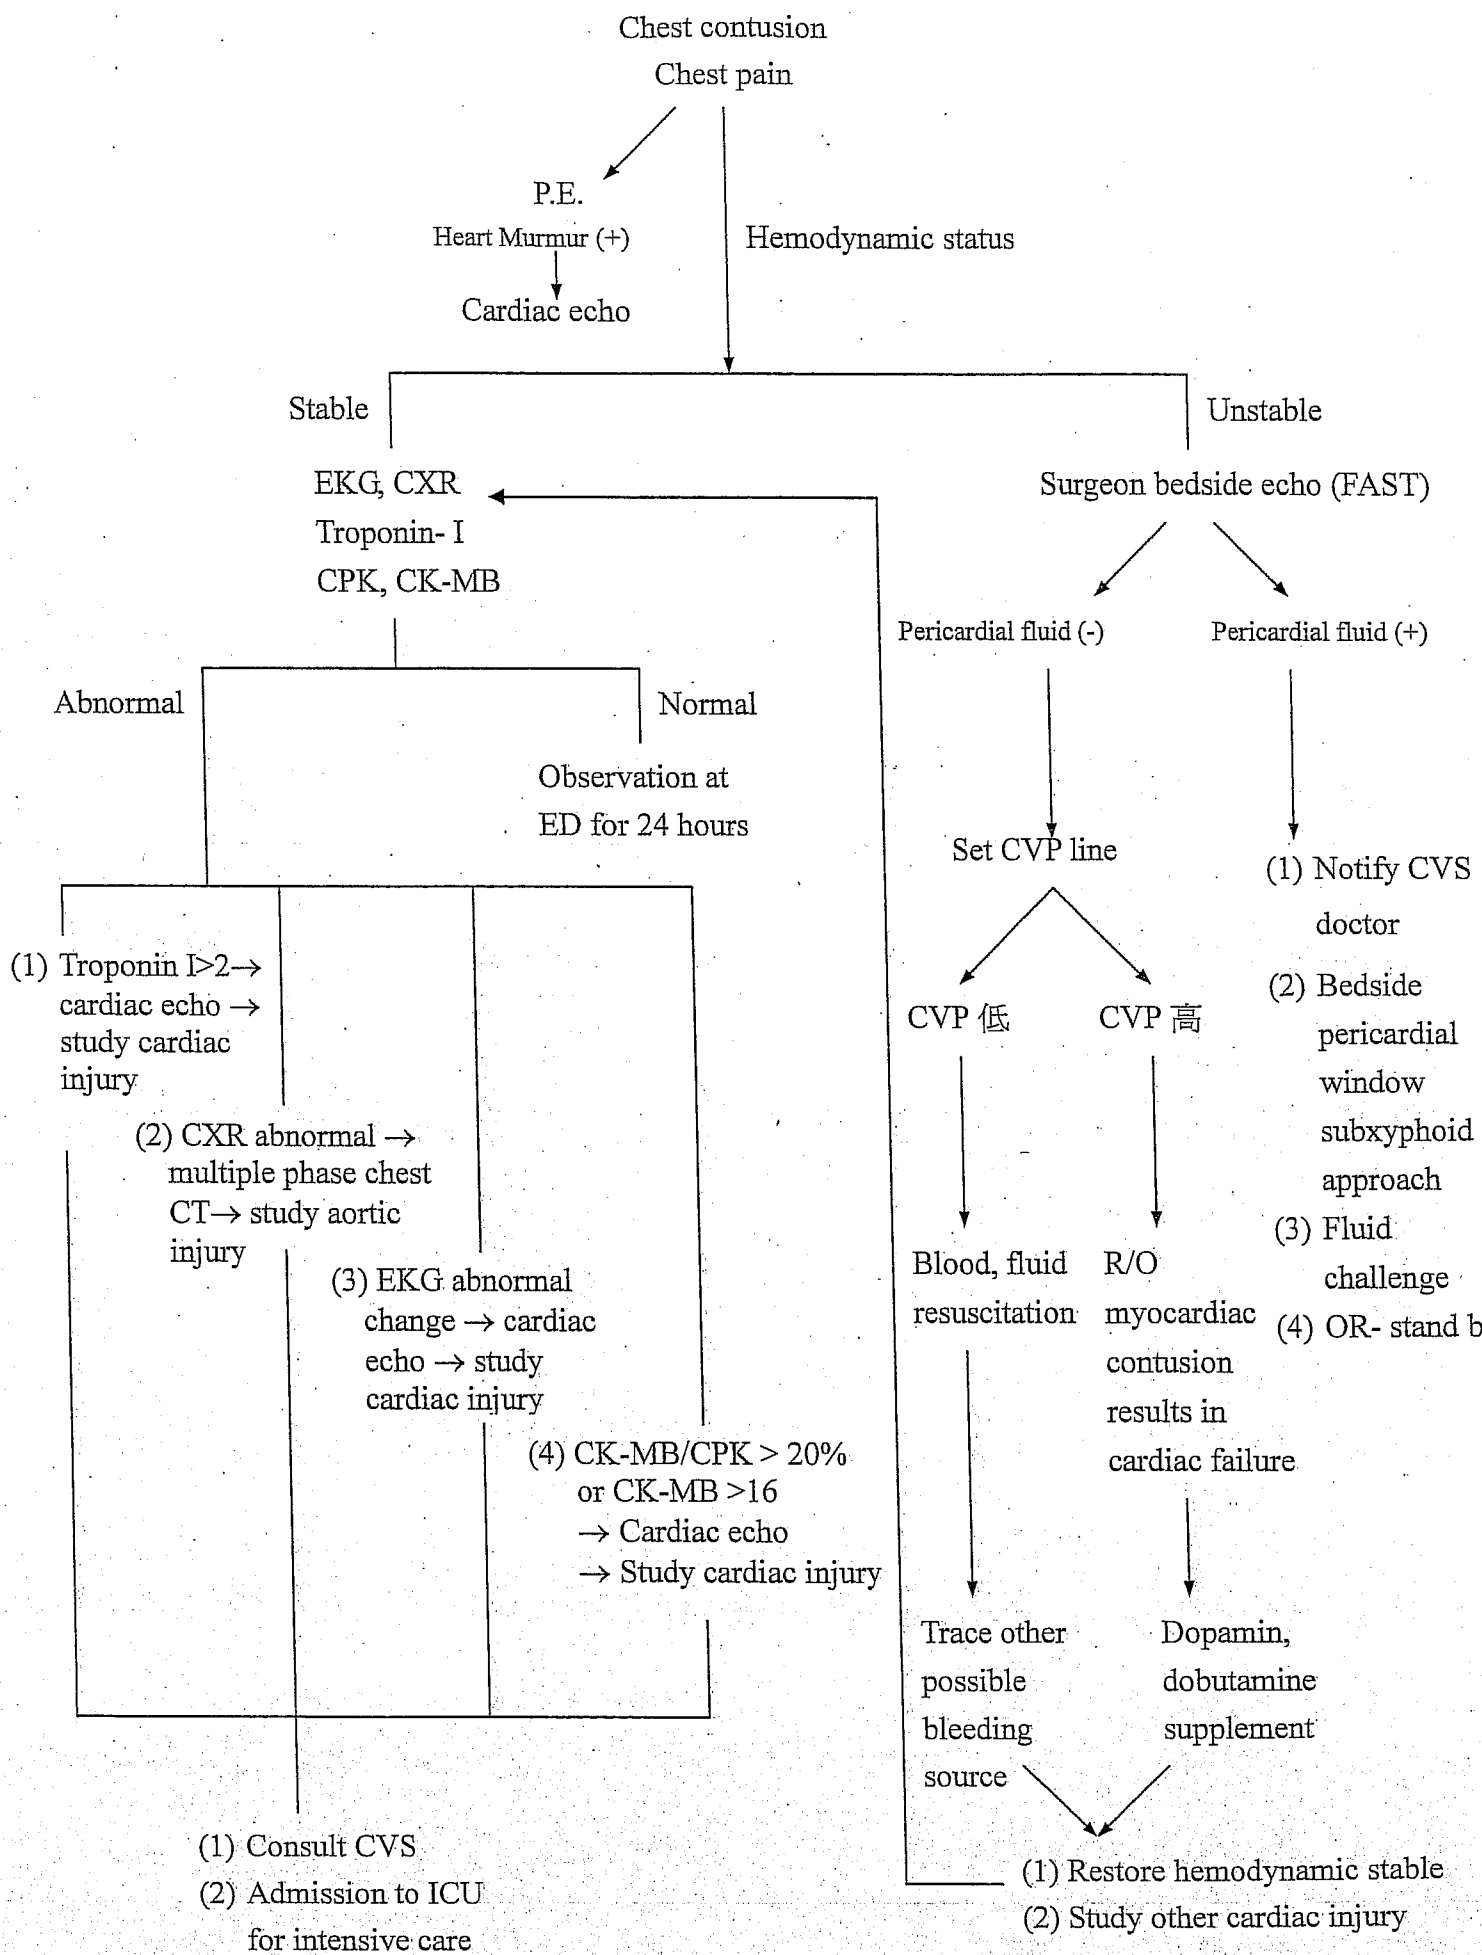 Chest contusion
Chest pain
P.E.
Heart Murmur (+)
Cardiac echo
Hemodynamic status
Stable
Unstable
EKG, CXR
Troponin- I
CPK, CK-MB
Surgeon bedside echo (FAST)
Pericardial fluid (-)
Pericardial fluid (+)
Abnormal
Normal
Observation at
ED for 24 hours
(1) Troponin I>2→
cardiac echo →
study cardiac
injury
(2) CXR abnormal →
multiple phase chest
CT→ study aortic
injury
(3) EKG abnormal
change → cardiac
echo → study
cardiac injury
(4) CK-MB/CPK > 20%
or CK-MB >16
→ Cardiac echo
→ Study cardiac injury
(1) Consult CVS
(2) Admission to ICU
for intensive care
Set CVP line
CVP 低
CVP 高
Blood, fluid
resuscitation
R/O
myocardiac
contusion
results in
cardiac failure
Trace other
possible
bleeding
source
Dopamin,
dobutamine
supplement
(1) Restore hemodynamic stable
(2) Study other cardiac injury
(1) Notify CVS
doctor
(2) Bedside
pericardial
window
subxyphoid
approach
(3) Fluid
challenge
(4) OR- stand b